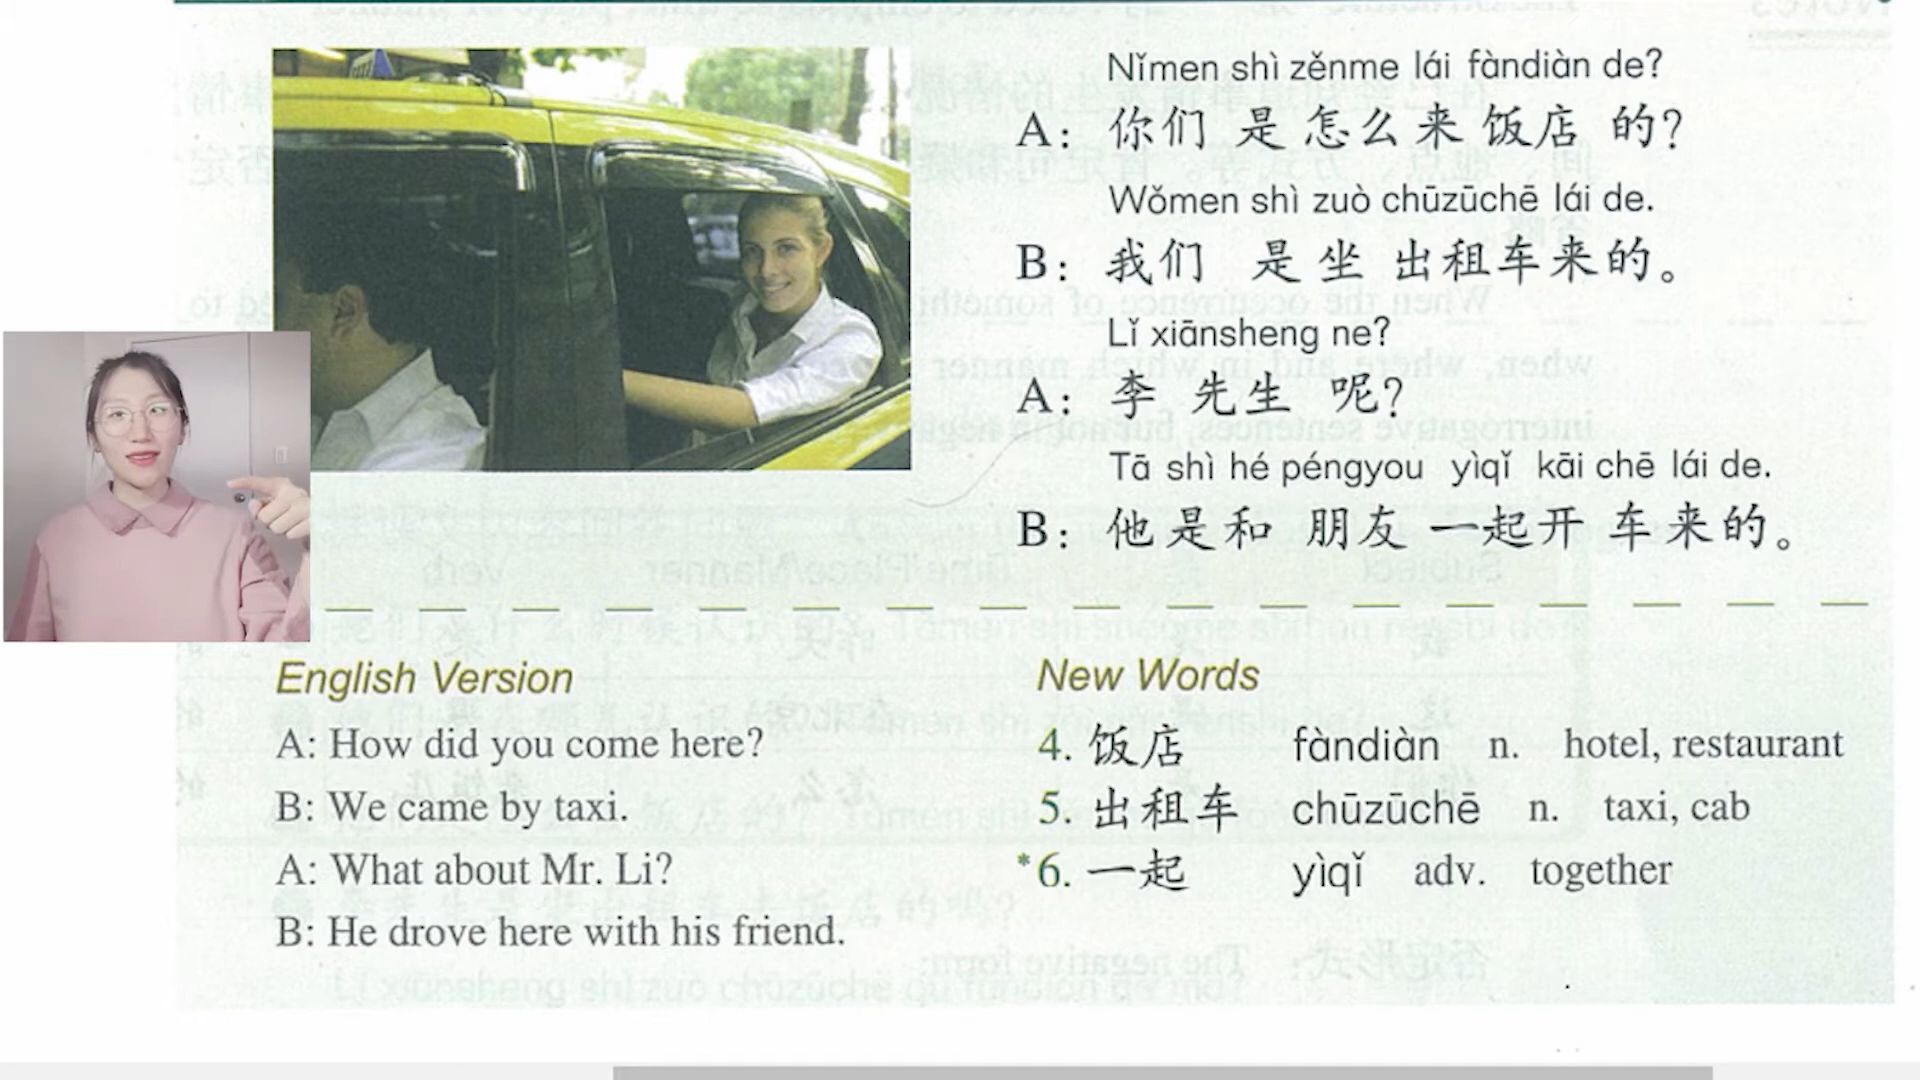 Nǐmen shì zěnme lái fàndiàn de?
A：你们 是 怎么 来 饭店 的?
Wǒmen shì zuò chūzūchē lái de.
B：我们 是 坐 出租车来的。
Lǐ xiānsheng ne?
A：李 先生 呢?
Tā shì hé péngyou yìqǐ kāi chē lái de.
B：他是和 朋友 一起开 车来的。
English Version
A: How did you come here?
B: We came by taxi.
A: What about Mr. Li?
B: He drove here with his friend.
New Words
4. 饭店 fàndiàn n. hotel, restaurant
5. 出租车 chūzūchē n. taxi, cab
*6. 一起 yìqǐ adv. together